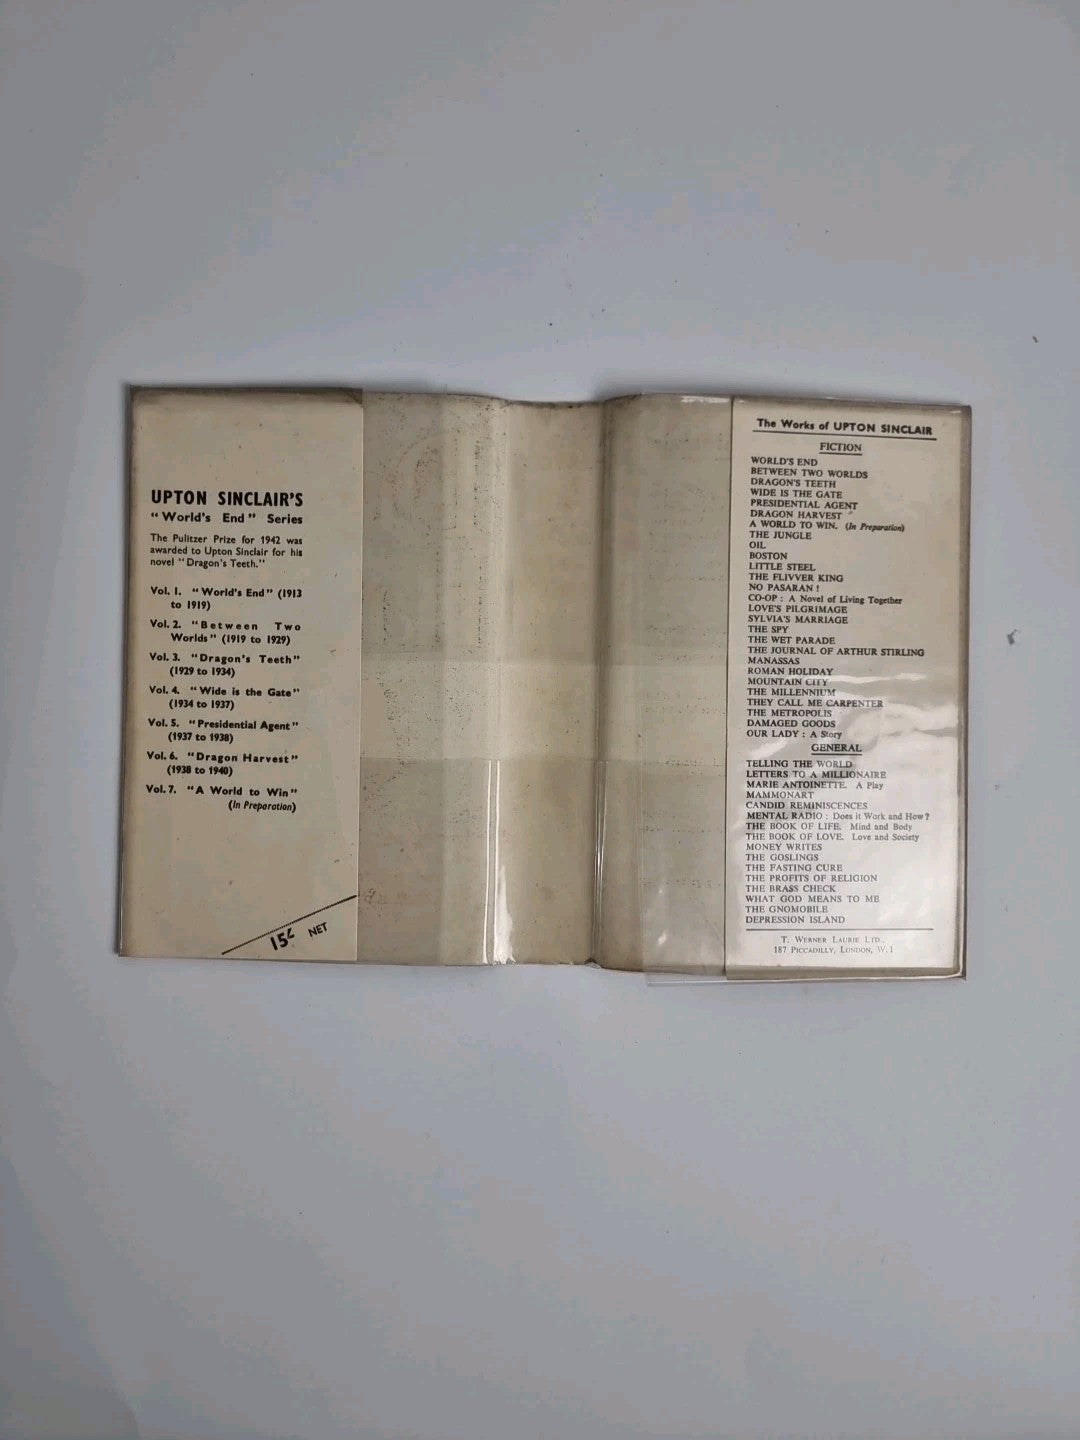 UPTON SINCLAIR'S
"World's End" Series
The Pulitzer Prize for 1942 was
awarded to Upton Sinclair for his
novel "Dragon's Teeth."
Vol. 1. "World's End" (1913
to 1919)
Vol. 2. "Between Two
Worlds" (1919 to 1929)
Vol. 3. "Dragon's Teeth"
(1929 to 1934)
Vol. 4. "Wide is the Gate"
(1934 to 1937)
Vol. 5. "Presidential Agent"
(1937 to 1938)
Vol. 6. "Dragon Harvest"
(1938 to 1940)
Vol. 7. "A World to Win"
(In Preparation)
15/- NET
The Works of UPTON SINCLAIR
FICTION
WORLD'S END
BETWEEN TWO WORLDS
DRAGON'S TEETH
WIDE IS THE GATE
PRESIDENTIAL AGENT
DRAGON HARVEST
A WORLD TO WIN. (In Preparation)
THE JUNGLE
OIL
BOSTON
LITTLE STEEL
THE FLIVVER KING
NO PASARAN !
CO-OP : A Novel of Living Together
LOVE'S PILGRIMAGE
SYLVIA'S MARRIAGE
THE SPY
THE WET PARADE
THE JOURNAL OF ARTHUR STIRLING
MANASSAS
ROMAN HOLIDAY
MOUNTAIN CITY
THE MILLENNIUM
THEY CALL ME CARPENTER
THE METROPOLIS
DAMAGED GOODS
OUR LADY : A Story
GENERAL
TELLING THE WORLD
LETTERS TO A MILLIONAIRE
MARIE ANTOINETTE. A Play
MAMMONART
CANDID REMINISCENCES
MENTAL RADIO : Does it Work and How?
THE BOOK OF LIFE. Mind and Body
THE BOOK OF LOVE. Love and Society
MONEY WRITES
THE GOSLINGS
THE FASTING CURE
THE PROFITS OF RELIGION
THE BRASS CHECK
WHAT GOD MEANS TO ME
THE GNOMOBILE
DEPRESSION ISLAND
T. WERNER LAURIE LTD.,
187 PICCADILLY, LONDON, W.1